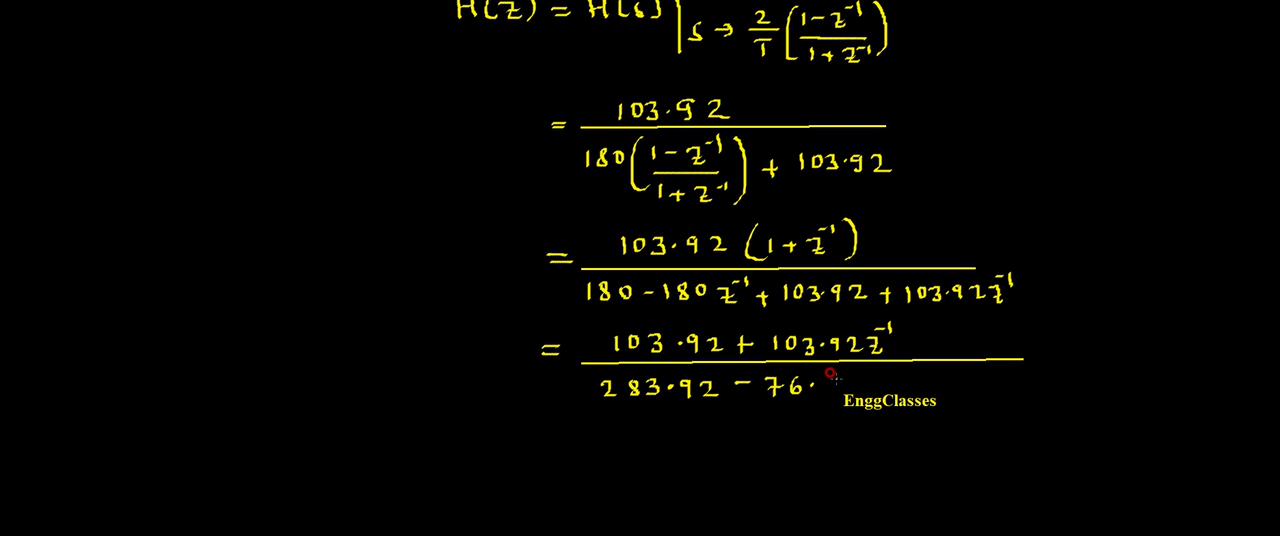 H(Z) = H(s) | s → 2/T (1 - Z⁻¹ / 1 + Z⁻¹)
= 103.92 / 180 (1 - Z⁻¹ / 1 + Z⁻¹) + 103.92
= 103.92 (1 + Z⁻¹) / 180 - 180 Z⁻¹ + 103.92 + 103.92 Z⁻¹
= 103.92 + 103.92 Z⁻¹ / 283.92 - 76.
EnggClasses